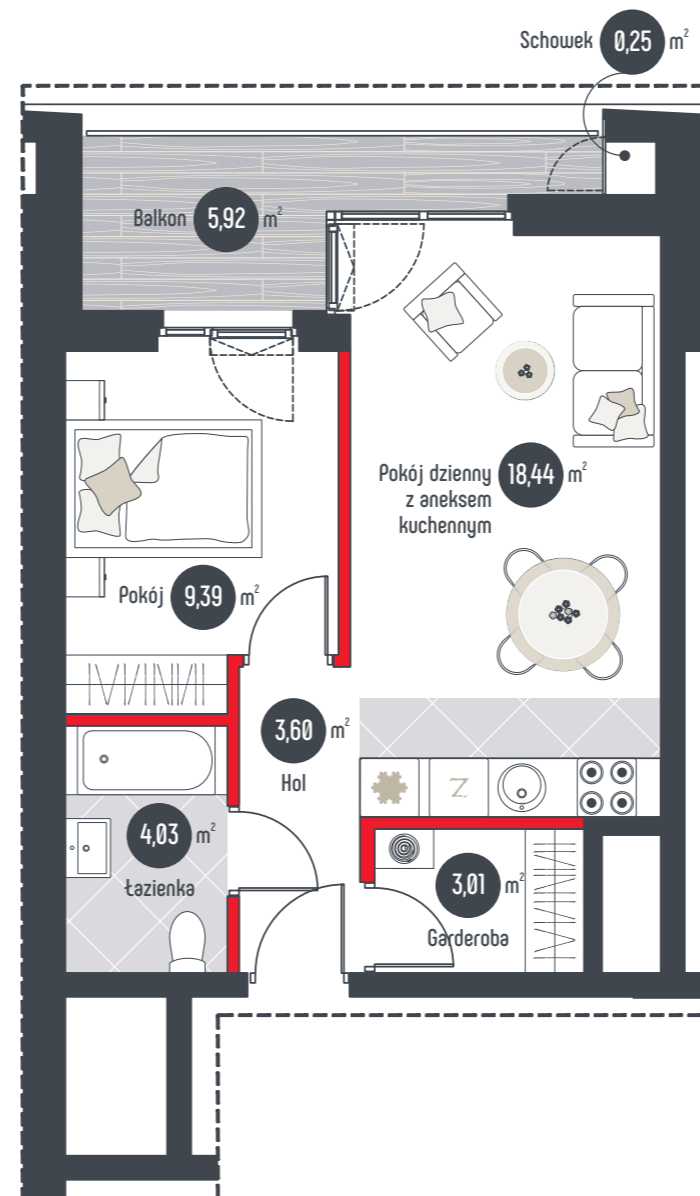 Schowek 0,25 m²
Balkon 5,92 m²
Pokój dzienny 18,44 m²
z aneksem
kuchennym
Pokój 9,39 m²
3,60 m²
Hol
Z
4,03 m²
Łazienka
3,01 m²
Garderoba